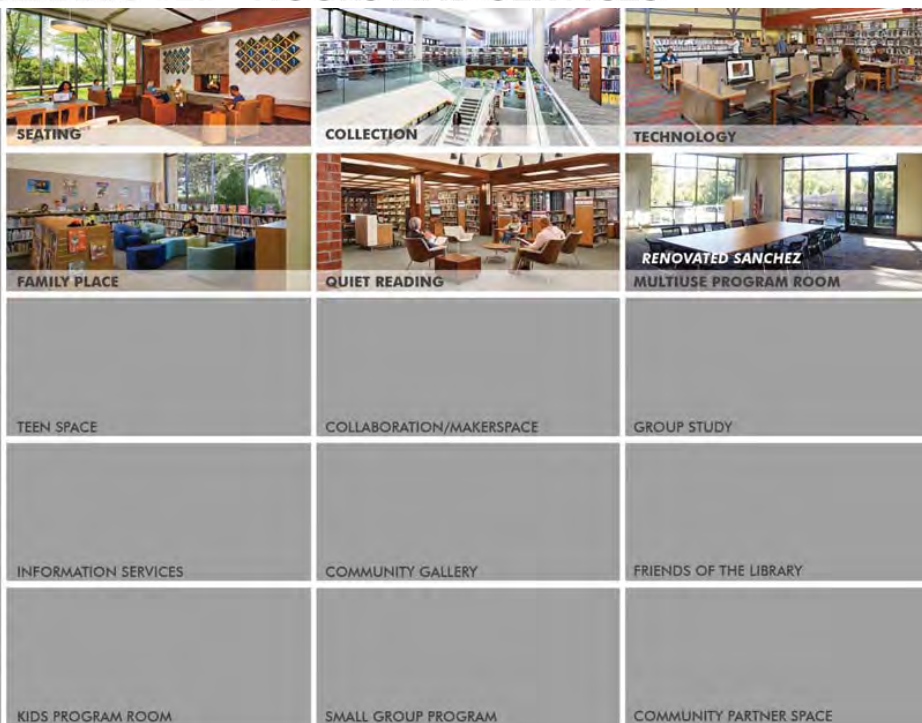 SEATING
COLLECTION
TECHNOLOGY
FAMILY PLACE
QUIET READING
RENOVATED SANCHEZ
MULTIUSE PROGRAM ROOM
TEEN SPACE
COLLABORATION/MAKERSPACE
GROUP STUDY
INFORMATION SERVICES
COMMUNITY GALLERY
FRIENDS OF THE LIBRARY
KIDS PROGRAM ROOM
SMALL GROUP PROGRAM
COMMUNITY PARTNER SPACE